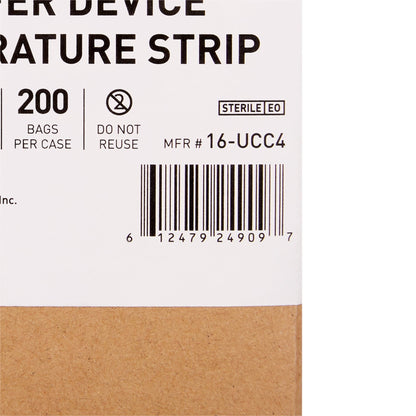 DEVICE
RATURE STRIP
200
BAGS
PER CASE
DO NOT
REUSE
STERILE EO
MFR # 16-UCC4
Inc.
6 12479 24909 7